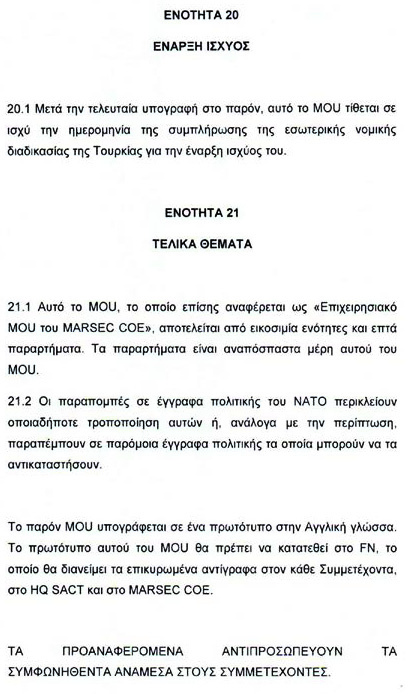 ΕΝΟΤΗΤΑ 20
ΕΝΑΡΞΗ ΙΣΧΥΟΣ
20.1 Μετά την τελευταία υπογραφή στο παρόν, αυτό το MOU τίθεται σε
ισχύ την ημερομηνία της συμπλήρωσης της εσωτερικής νομικής
διαδικασίας της Τουρκίας για την έναρξη ισχύος του.
ΕΝΟΤΗΤΑ 21
ΤΕΛΙΚΑ ΘΕΜΑΤΑ
21.1 Αυτό το MOU, το οποίο επίσης αναφέρεται ως «Επιχειρησιακό
MOU του MARSEC COE», αποτελείται από εικοσιμία ενότητες και επτά
παραρτήματα. Τα παραρτήματα είναι αναπόσπαστα μέρη αυτού του
MOU.
21.2 Οι παραπομπές σε έγγραφα πολιτικής του ΝΑΤΟ περικλείουν
οποιαδήποτε τροποποίηση αυτών ή, ανάλογα με την περίπτωση,
παραπέμπουν σε παρόμοια έγγραφα πολιτικής τα οποία μπορούν να τα
αντικαταστήσουν.
Το παρόν MOU υπογράφεται σε ένα πρωτότυπο στην Αγγλική γλώσσα.
Το πρωτότυπο αυτού του MOU θα πρέπει να κατατεθεί στο FN, το
οποίο θα διανείμει τα επικυρωμένα αντίγραφα στον κάθε Συμμετέχοντα,
στο HQ SACT και στο MARSEC COE.
ΤΑ ΠΡΟΑΝΑΦΕΡΟΜΕΝΑ ΑΝΤΙΠΡΟΣΩΠΕΥΟΥΝ ΤΑ
ΣΥΜΦΩΝΗΘΕΝΤΑ ΑΝΑΜΕΣΑ ΣΤΟΥΣ ΣΥΜΜΕΤΕΧΟΝΤΕΣ.